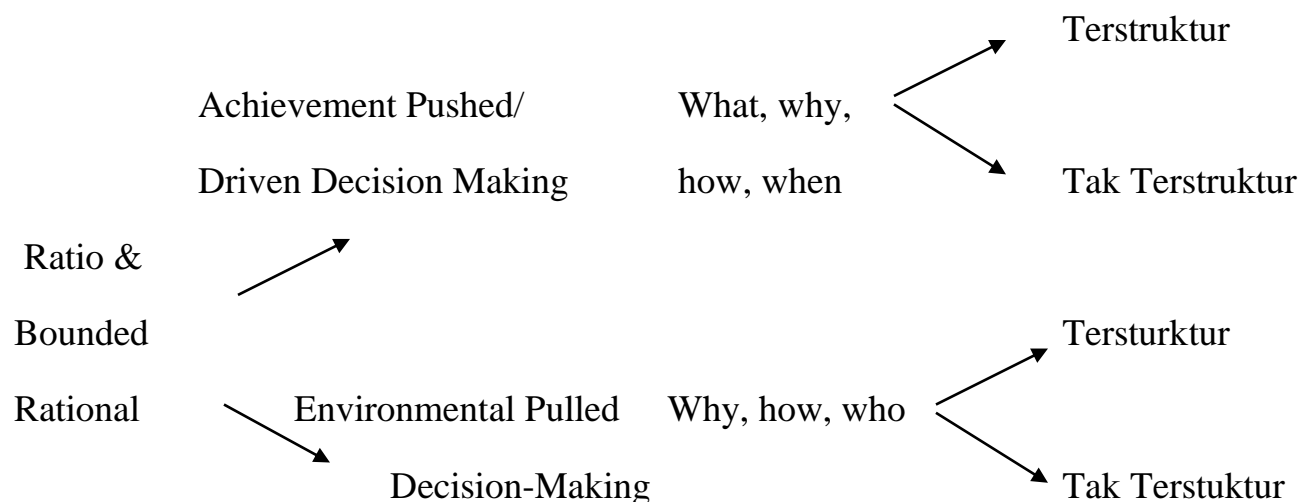 Terstruktur
Achievement Pushed/ What, why,
Driven Decision Making how, when Tak Terstruktur
Ratio &
Bounded Tersturktur
Rational Environmental Pulled Why, how, who
Decision-Making Tak Terstuktur